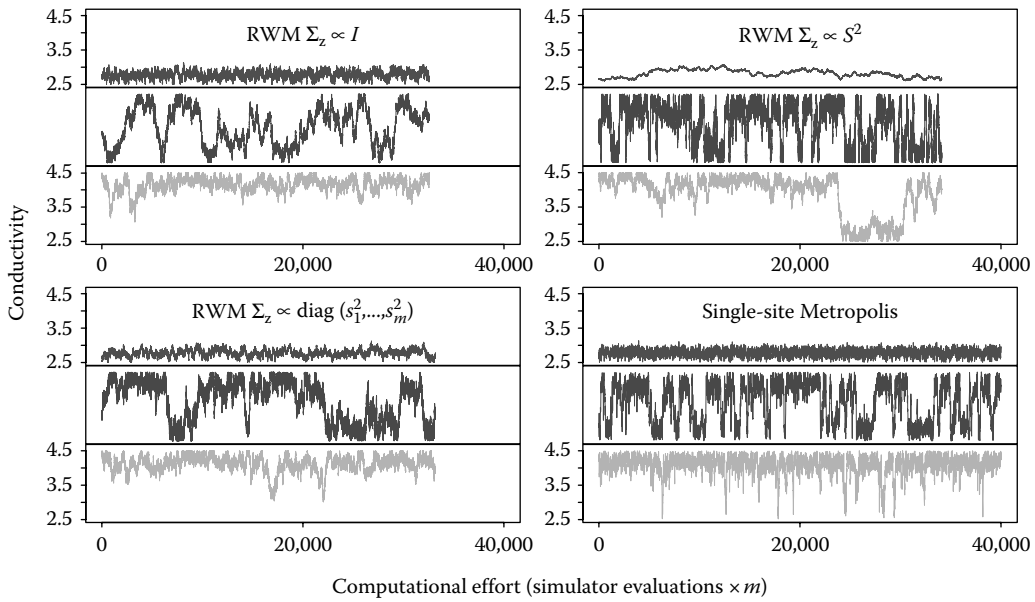 4.5
RWM Σz ∝ I
3.5
2.5
4.5
3.5
2.5
0 20,000 40,000
4.5
RWM Σz ∝ S²
3.5
2.5
4.5
3.5
2.5
0 20,000 40,000
Conductivity
4.5
RWM Σz ∝ diag (s₁²,...,sₘ²)
3.5
2.5
4.5
3.5
2.5
0 20,000 40,000
4.5
Single-site Metropolis
3.5
2.5
4.5
3.5
2.5
0 20,000 40,000
Computational effort (simulator evaluations × m)